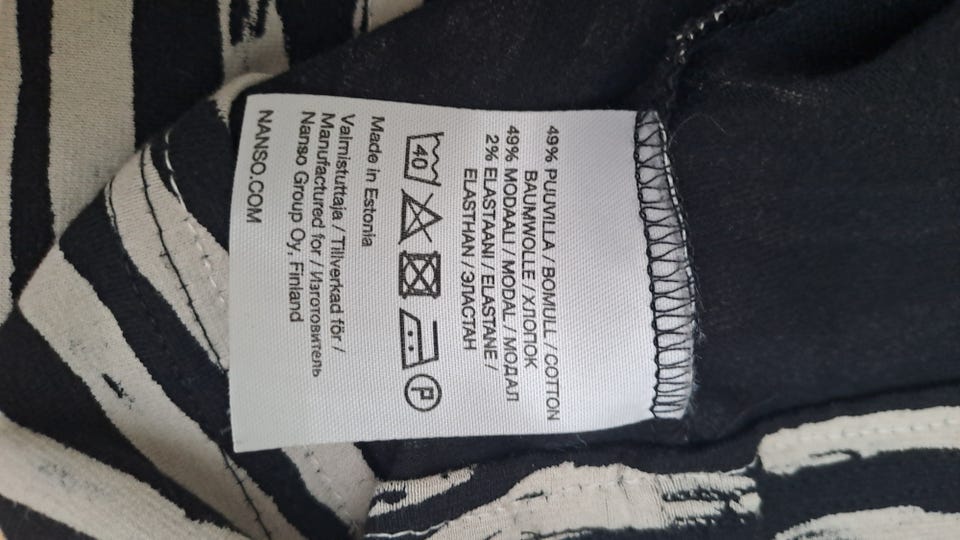 49% PUUVILLA / BOMULL / COTTON
BAUMWOLLE / ХЛОПОК
49% MODAALI / MODAL / МОДАЛ
2% ELASTAANI / ELASTANE /
ELASTHAN / ЭЛАСТАН
40
P
Made in Estonia
Valmistuttaja / Tillverkad för /
Manufactured for / Изготовитель
Nanso Group Oy, Finland
NANSO.COM